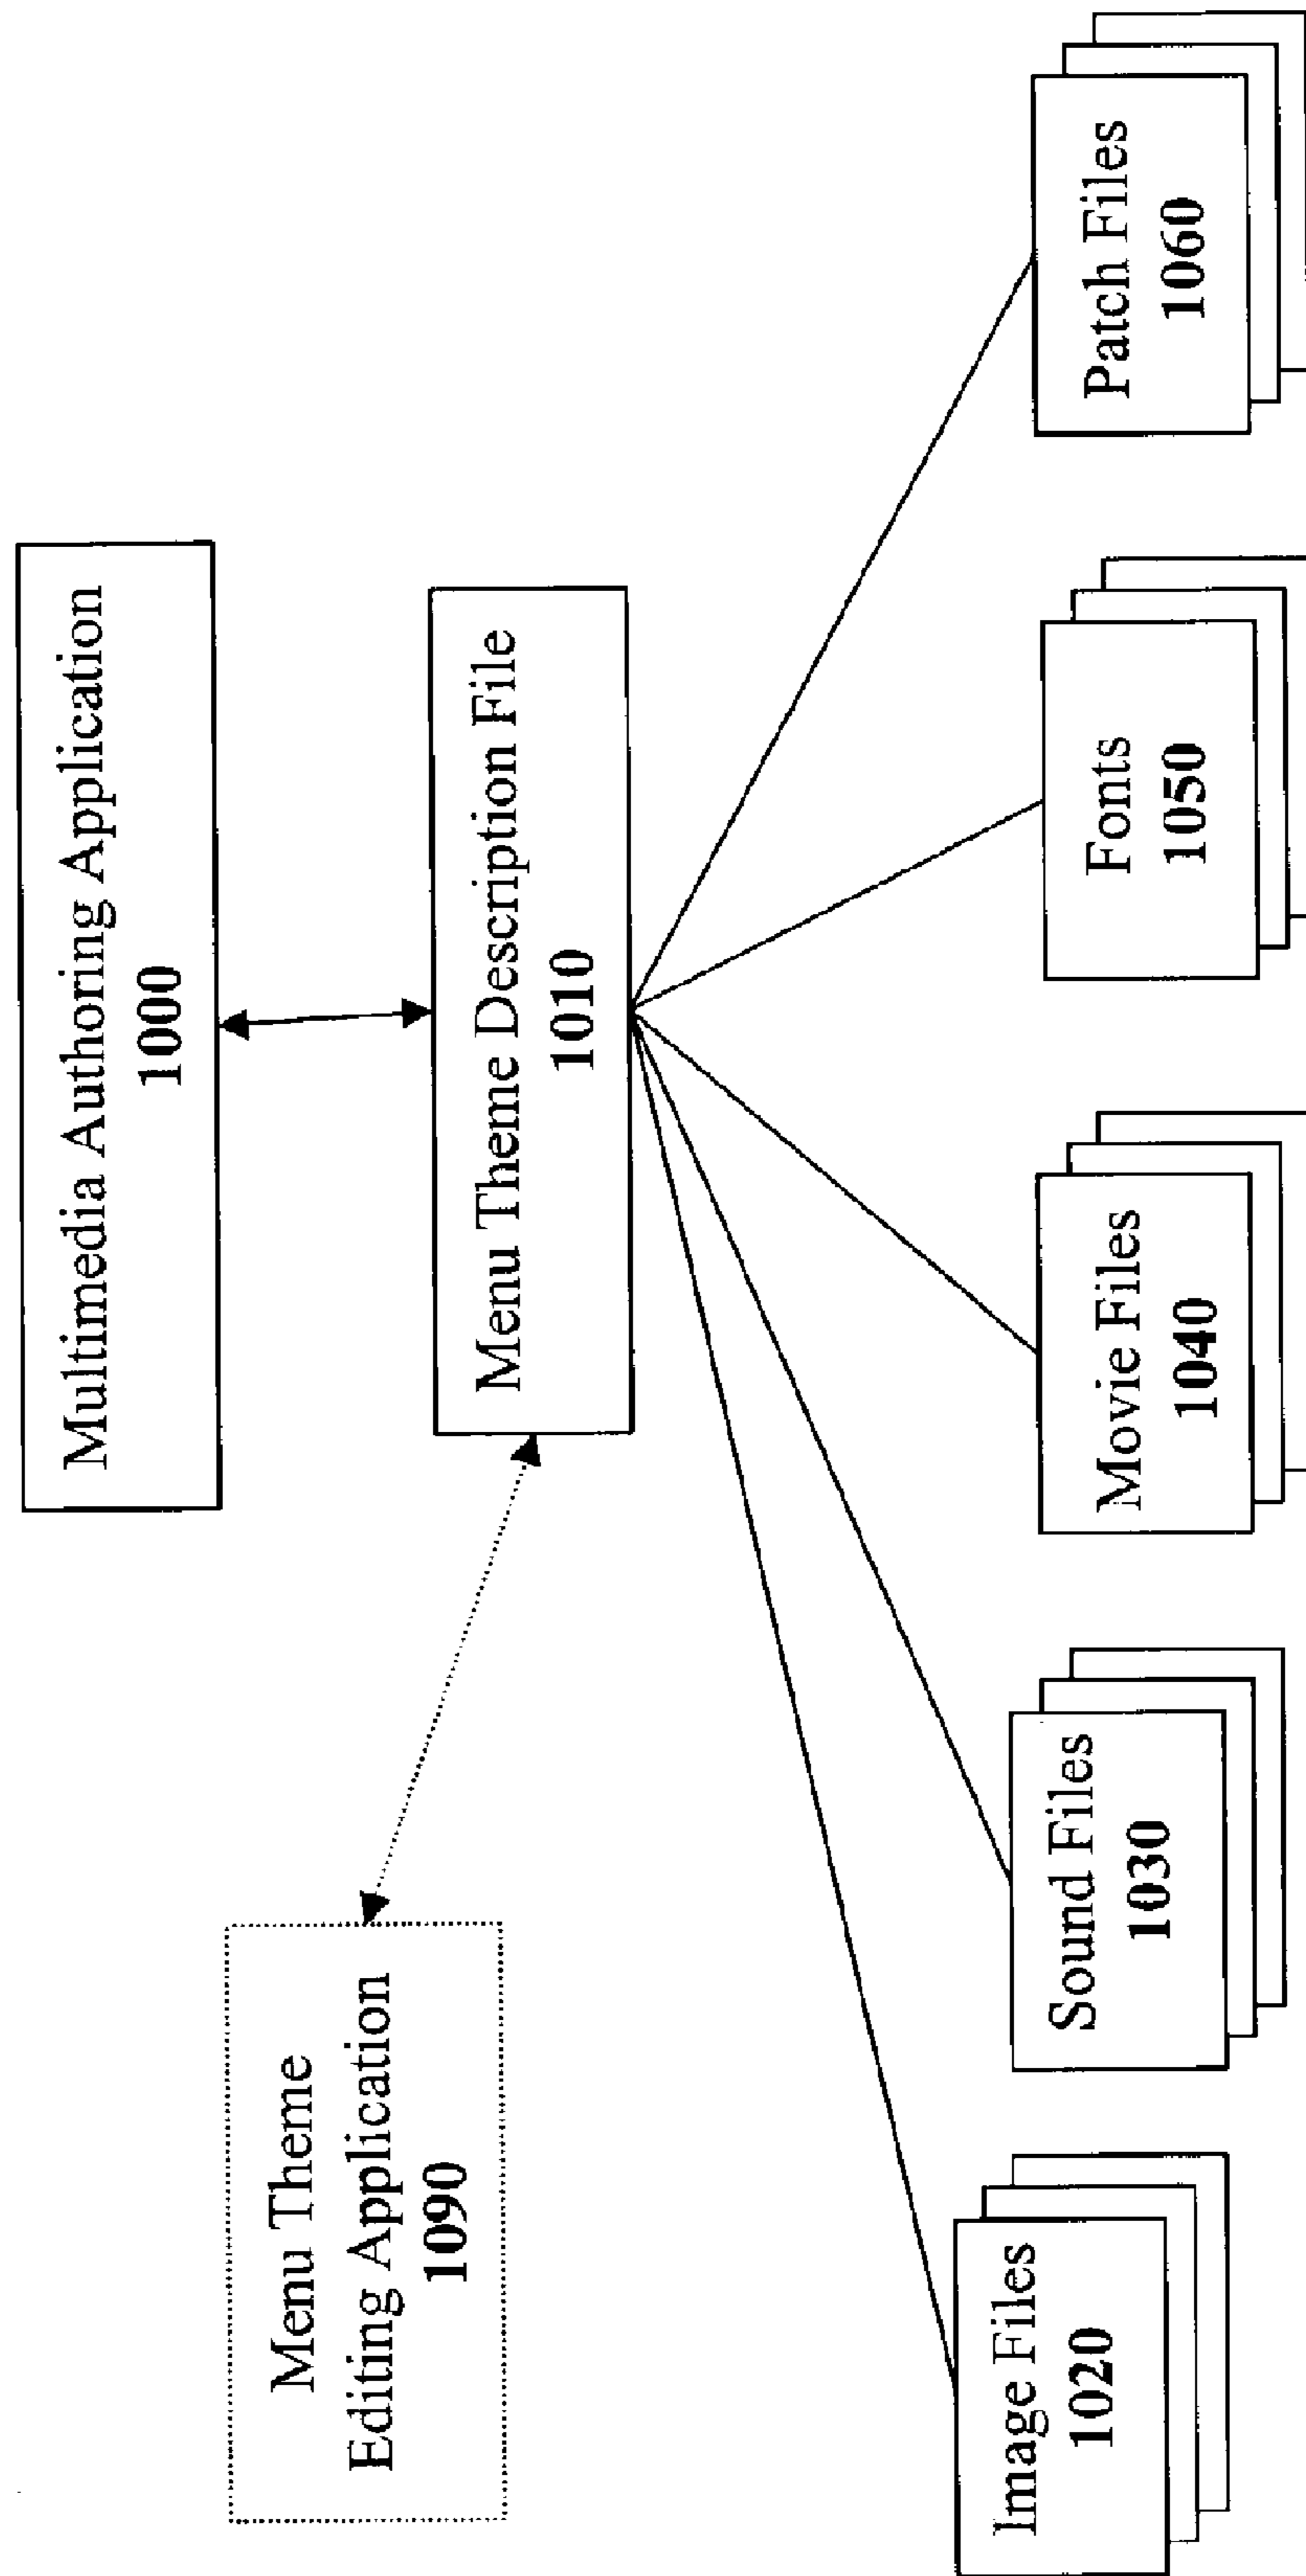 Multimedia Authoring Application
1000
Menu Theme
Editing Application
1090
Menu Theme Description File
1010
Image Files
1020
Sound Files
1030
Movie Files
1040
Fonts
1050
Patch Files
1060